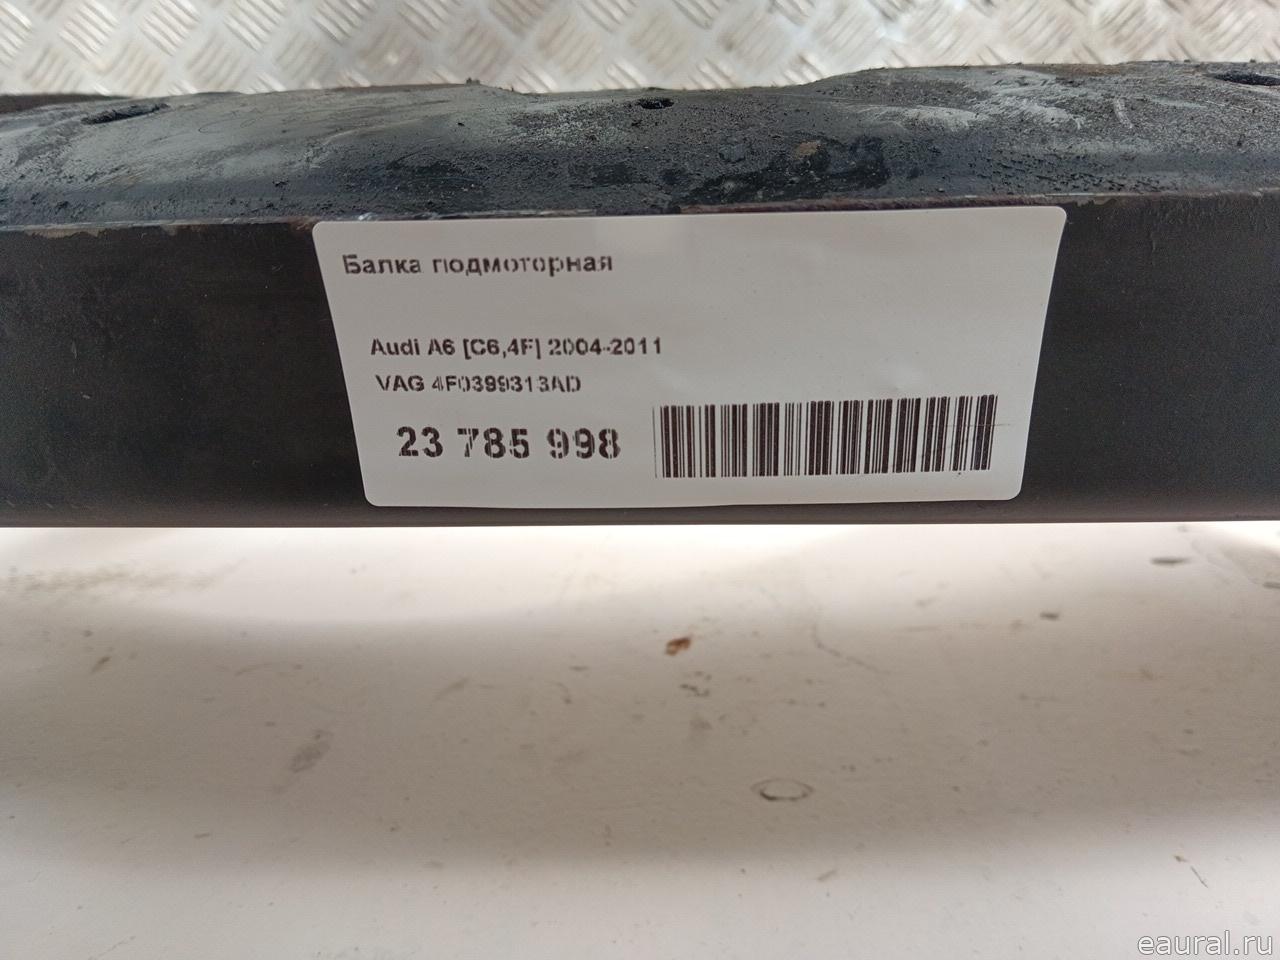 Балка подмоторная
Audi A6 [C6,4F] 2004-2011
VAG 4F0399313AD
23 785 998
eaural.ru